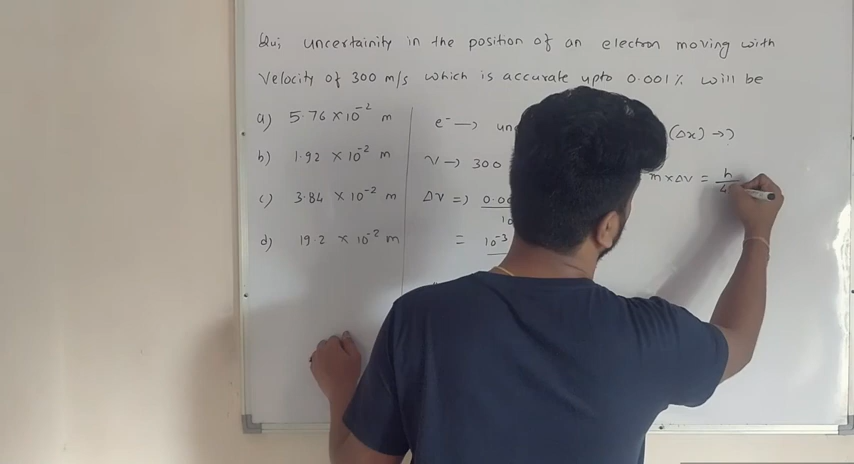 Qui uncertainity in the position of an electron moving with
velocity of 300 m/s which is accurate upto 0.001% will be
a) 5.76 × 10⁻² m
b) 1.92 × 10⁻² m
c) 3.84 × 10⁻² m
d) 19.2 × 10⁻² m
e⁻ → (Δx) → ?
v → 300
m × Δv = h
Δv ⇒
= 10⁻³